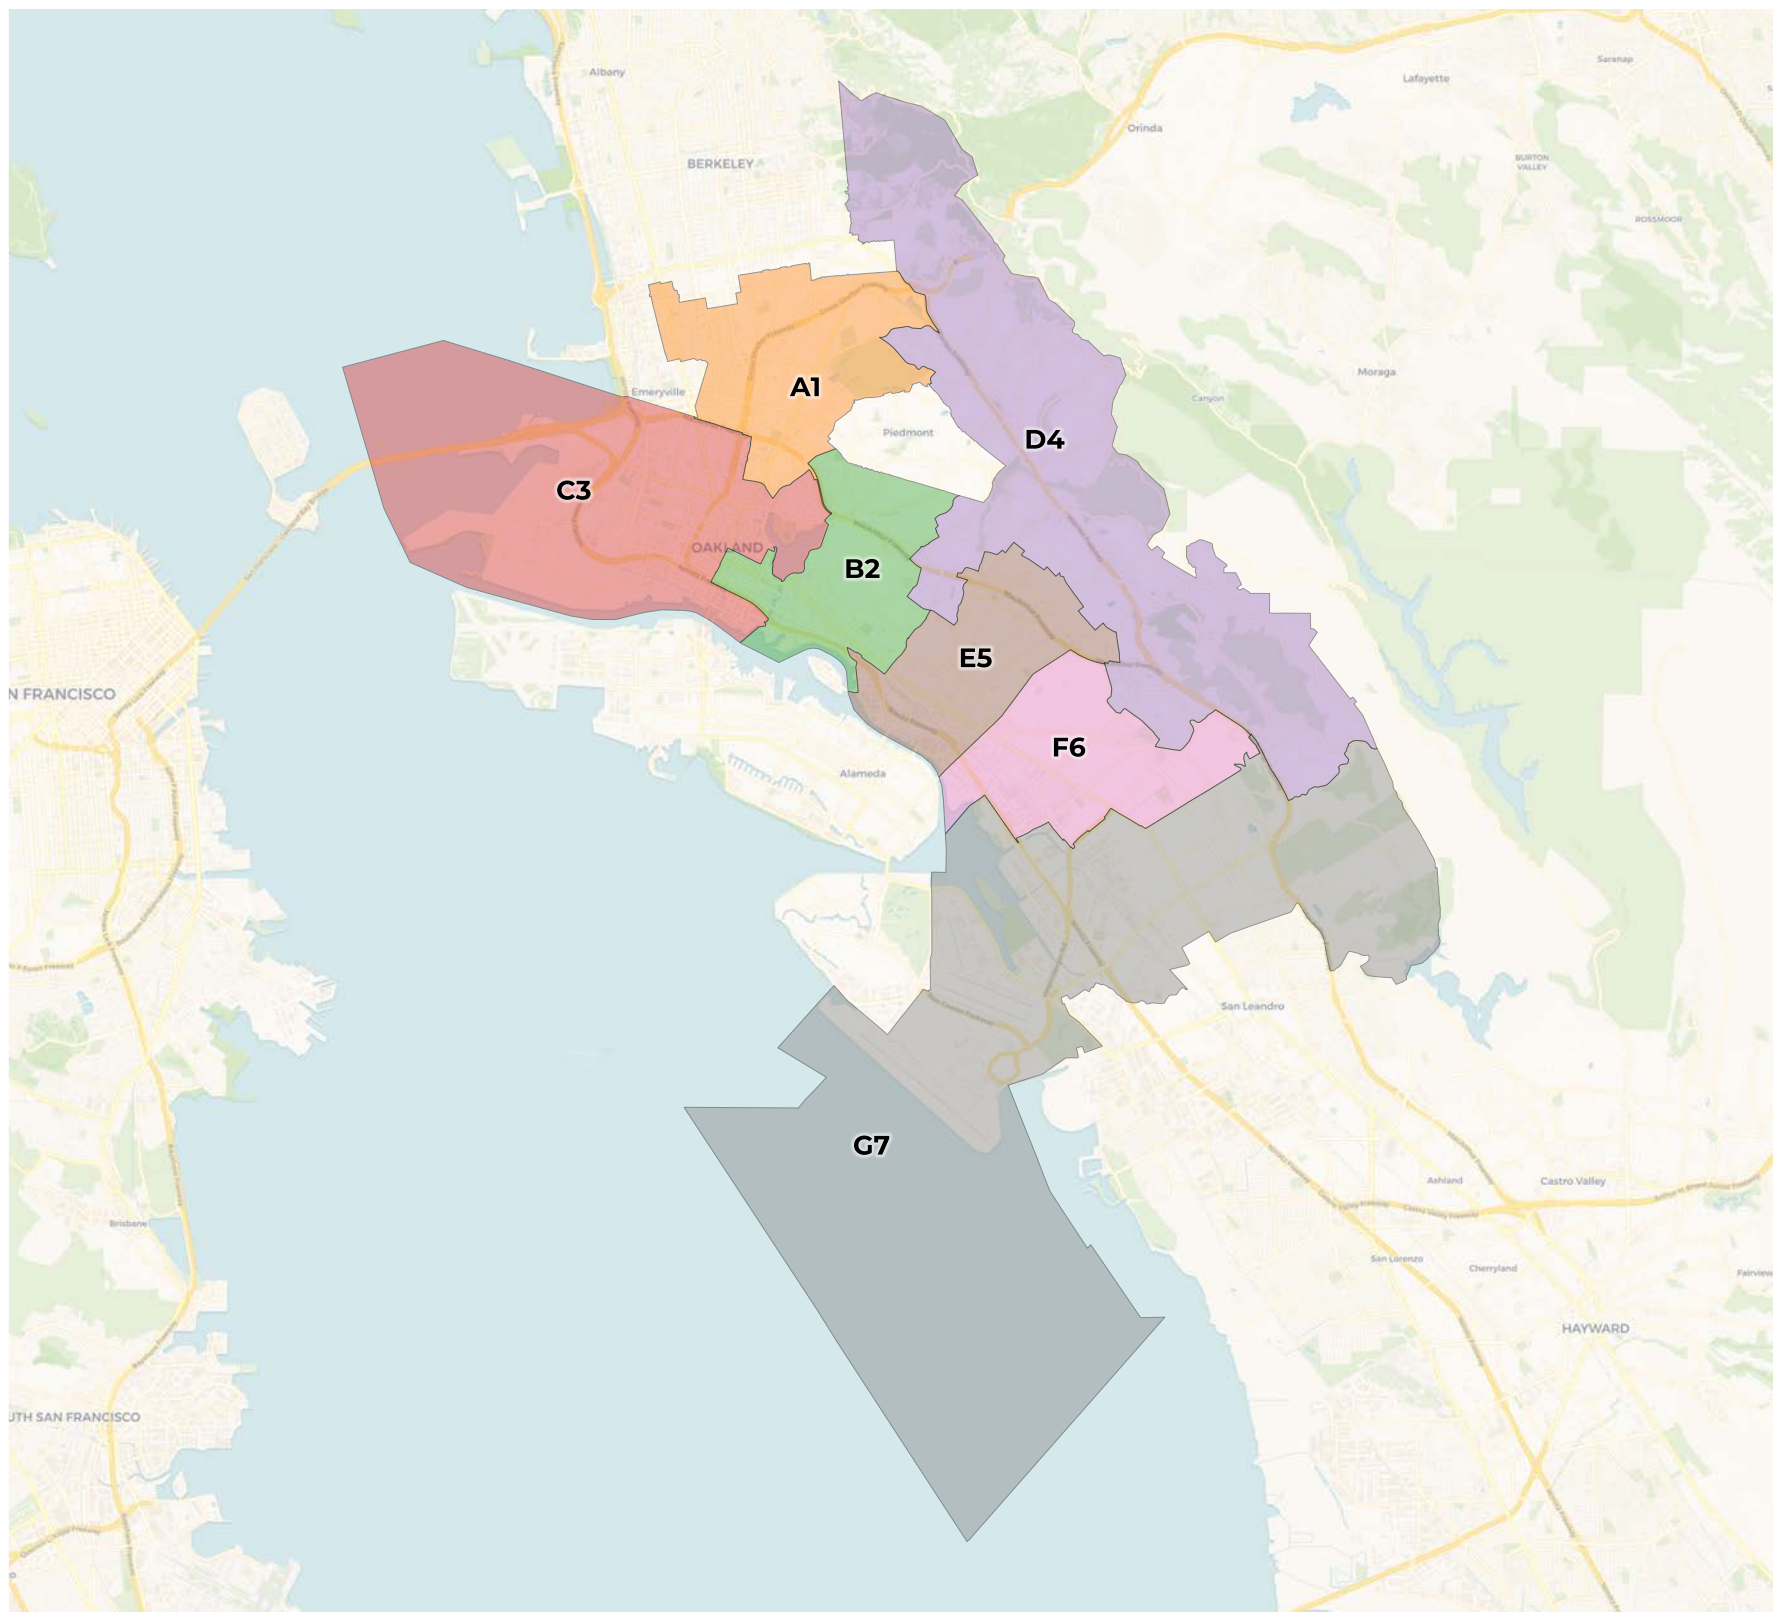 Albany
Saranap
Lafayette
Orinda
BERKELEY
BURTON
VALLEY
ROSSMOOR
A1
Emeryville
Moraga
Canyon
Piedmont
D4
C3
OAKLAND
B2
E5
N FRANCISCO
F6
Alameda
San Leandro
G7
Ashland
Castro Valley
Brisbane
San Lorenzo
Cherryland
Fairview
HAYWARD
UTH SAN FRANCISCO